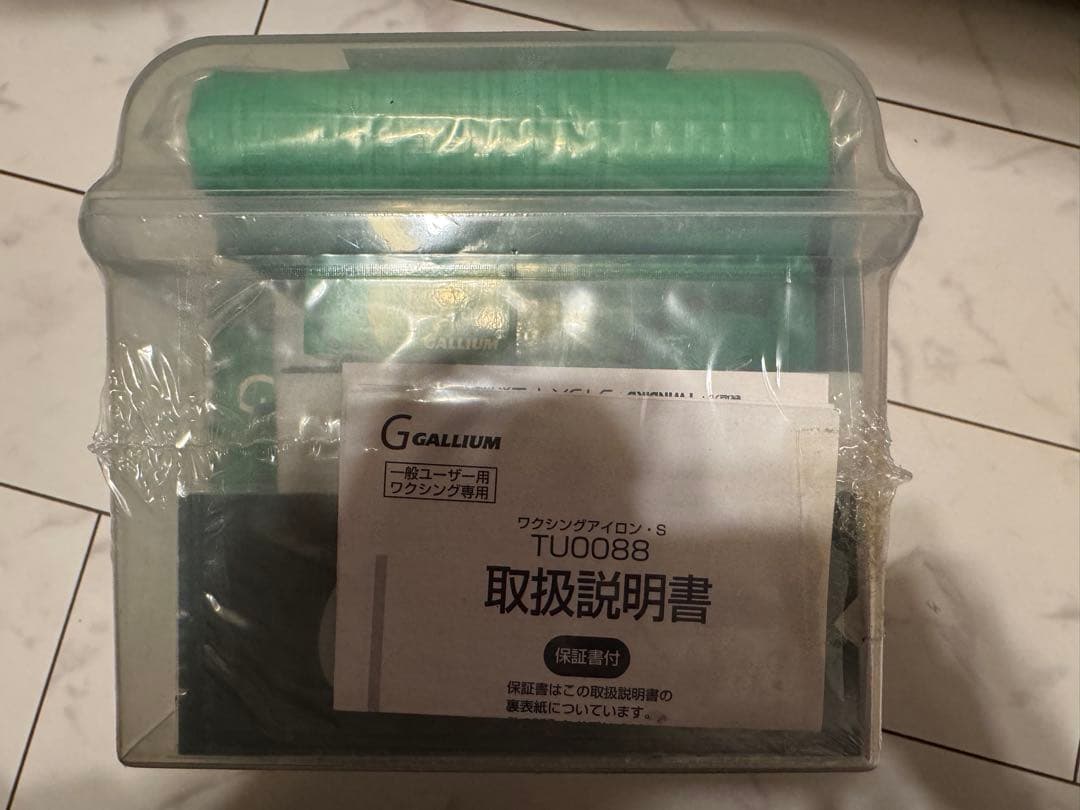 GALLIUM
G GALLIUM
一般ユーザー用
ワクシング専用
ワクシングアイロン・S
TU0088
取扱説明書
保証書付
保証書はこの取扱説明書の
裏表紙についています。